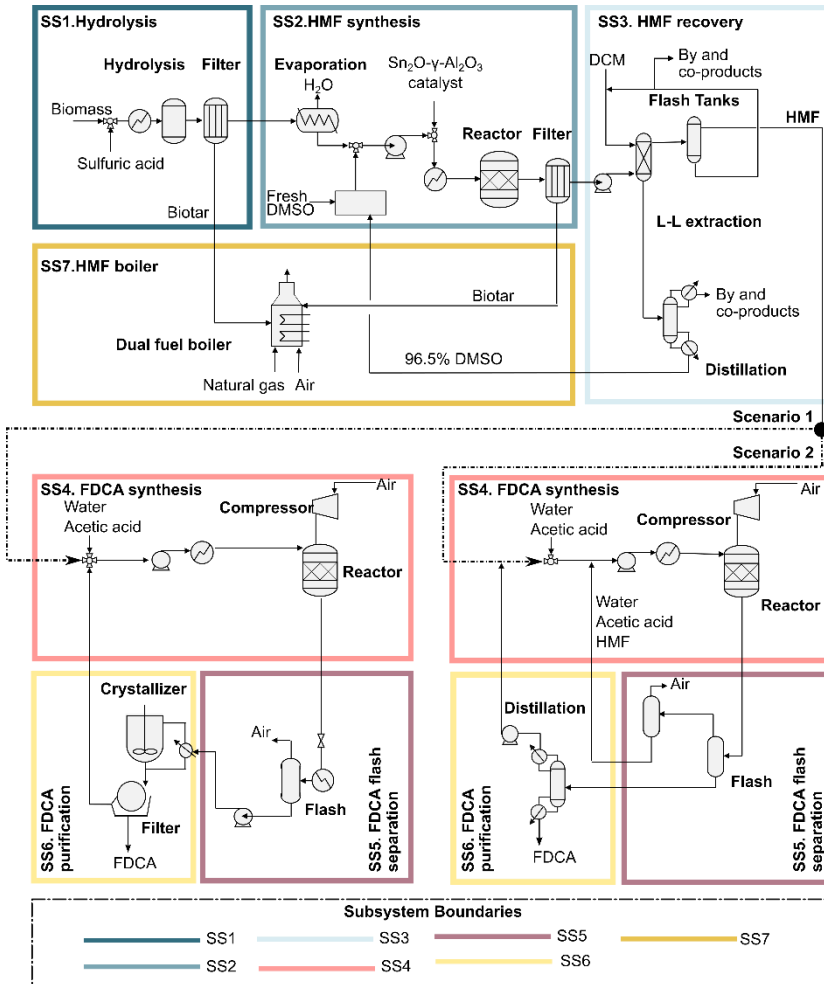 SS1.Hydrolysis
Hydrolysis Filter
Biomass
Sulfuric acid
Biotar
SS2.HMF synthesis
Evaporation
H₂O
Sn₂O-γ-Al₂O₃
catalyst
Reactor Filter
Fresh
DMSO
SS3. HMF recovery
DCM
By and
co-products
Flash Tanks
HMF
L-L extraction
By and
co-products
Distillation
SS7.HMF boiler
Biotar
Dual fuel boiler
96.5% DMSO
Natural gas Air
Scenario 1
Scenario 2
SS4. FDCA synthesis
Water
Acetic acid
Compressor
Air
Reactor
SS4. FDCA synthesis
Water
Acetic acid
Compressor
Air
Reactor
Water
Acetic acid
HMF
Crystallizer
Filter
FDCA
SS6. FDCA
purification
Air
Flash
SS5. FDCA flash
separation
Distillation
FDCA
SS6. FDCA
purification
Air
Flash
SS5. FDCA flash
separation
Subsystem Boundaries
SS1 SS3 SS5 SS7
SS2 SS4 SS6